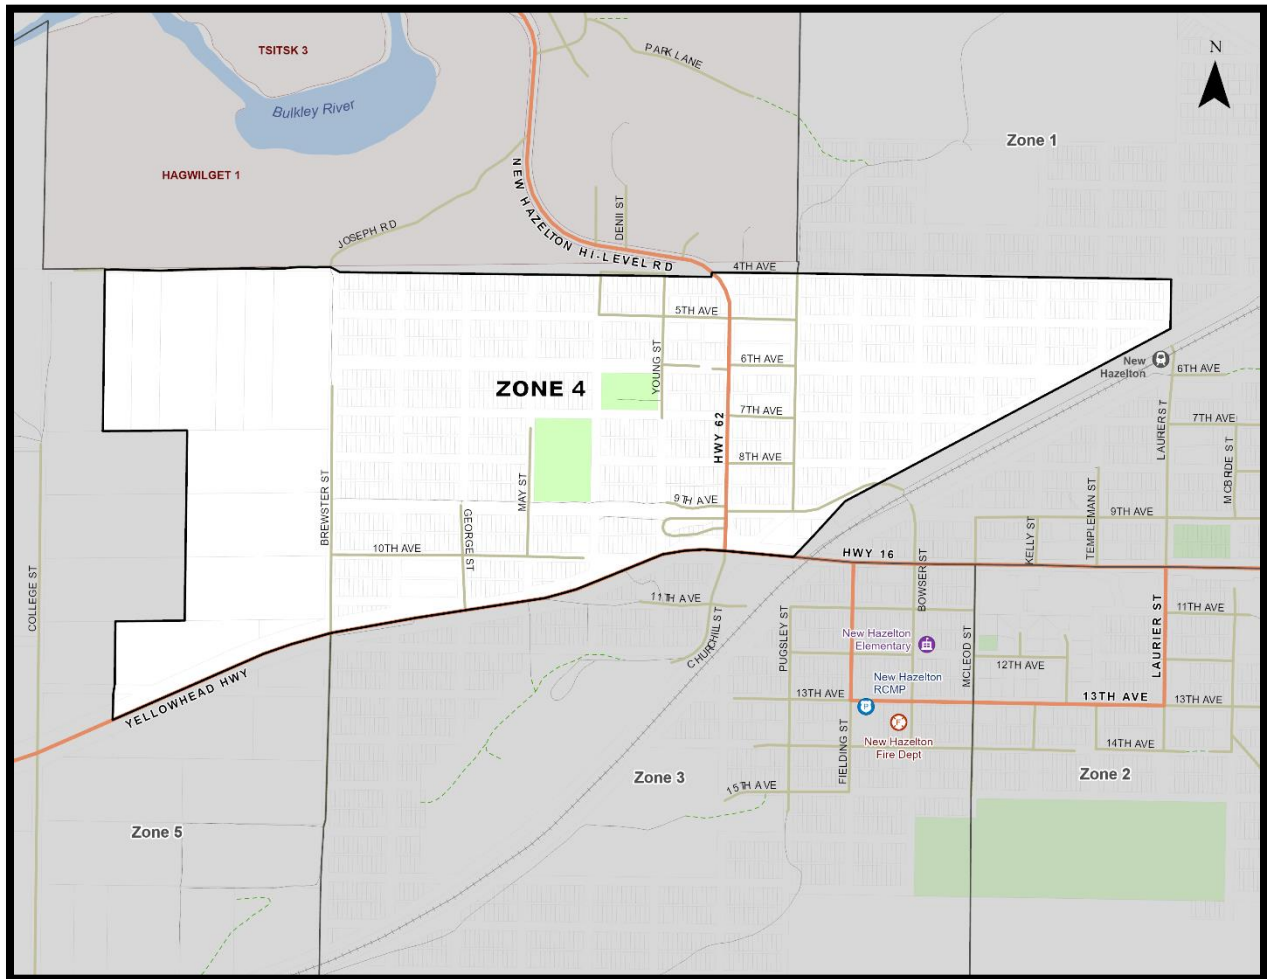 TSITSK 3
PARK LANE
N
Bulkley River
Zone 1
HAGWILGET 1
NEW HAZELTON HI-LEVEL RD
DENII ST
JOSEPH RD
4TH AVE
5TH AVE
YOUNG ST
6TH AVE
New
Hazelton
6TH AVE
ZONE 4
7TH AVE
LAURIER ST
7TH AVE
HWY 62
MCBRDE ST
8TH AVE
BREWSTER ST
MAY ST
9TH AVE
TEMPLEMAN ST
GEORGE ST
KELLY ST
9TH AVE
10TH AVE
HWY 16
COLLEGE ST
BOWSER ST
11TH AVE
PUGSLEY ST
CHURCHILL ST
MCLEOD ST
LAURIER ST
11TH AVE
New Hazelton
Elementary
12TH AVE
New Hazelton
RCMP
P
YELLOWHEAD HWY
13TH AVE
13TH AVE
13TH AVE
F
New Hazelton
Fire Dept
FIELDING ST
14TH AVE
Zone 3
Zone 2
15TH AVE
Zone 5